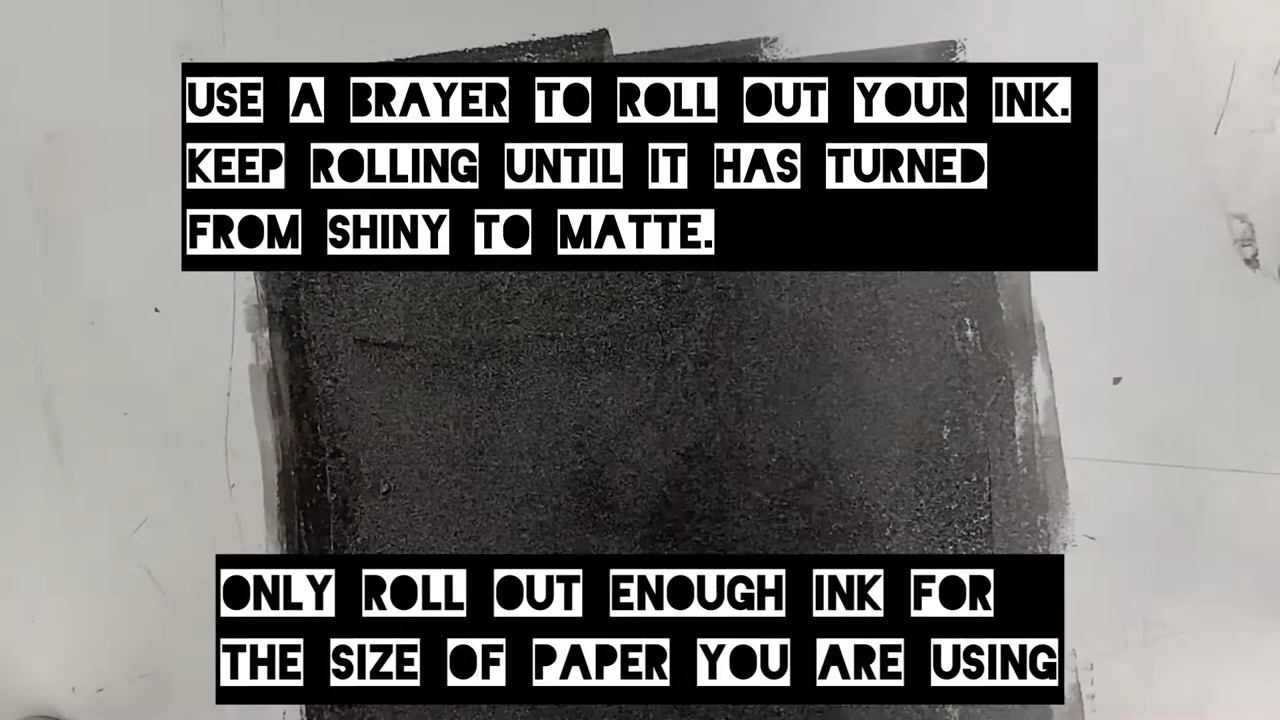 USE A BRAYER TO ROLL OUT YOUR INK.
KEEP ROLLING UNTIL IT HAS TURNED
FROM SHINY TO MATTE.
ONLY ROLL OUT ENOUGH INK FOR
THE SIZE OF PAPER YOU ARE USING